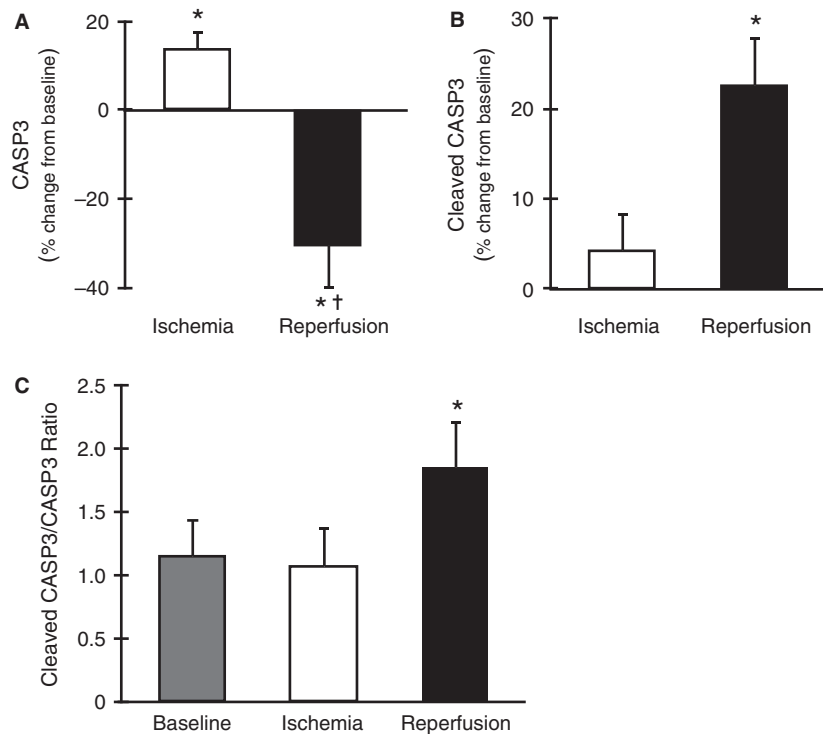 A
CASP3
(% change from baseline)
20
0
–20
–40
*
* †
Ischemia Reperfusion
B
Cleaved CASP3
(% change from baseline)
30
20
10
0
*
Ischemia Reperfusion
C
Cleaved CASP3/CASP3 Ratio
2.5
2.0
1.5
1.0
0.5
0
*
Baseline Ischemia Reperfusion